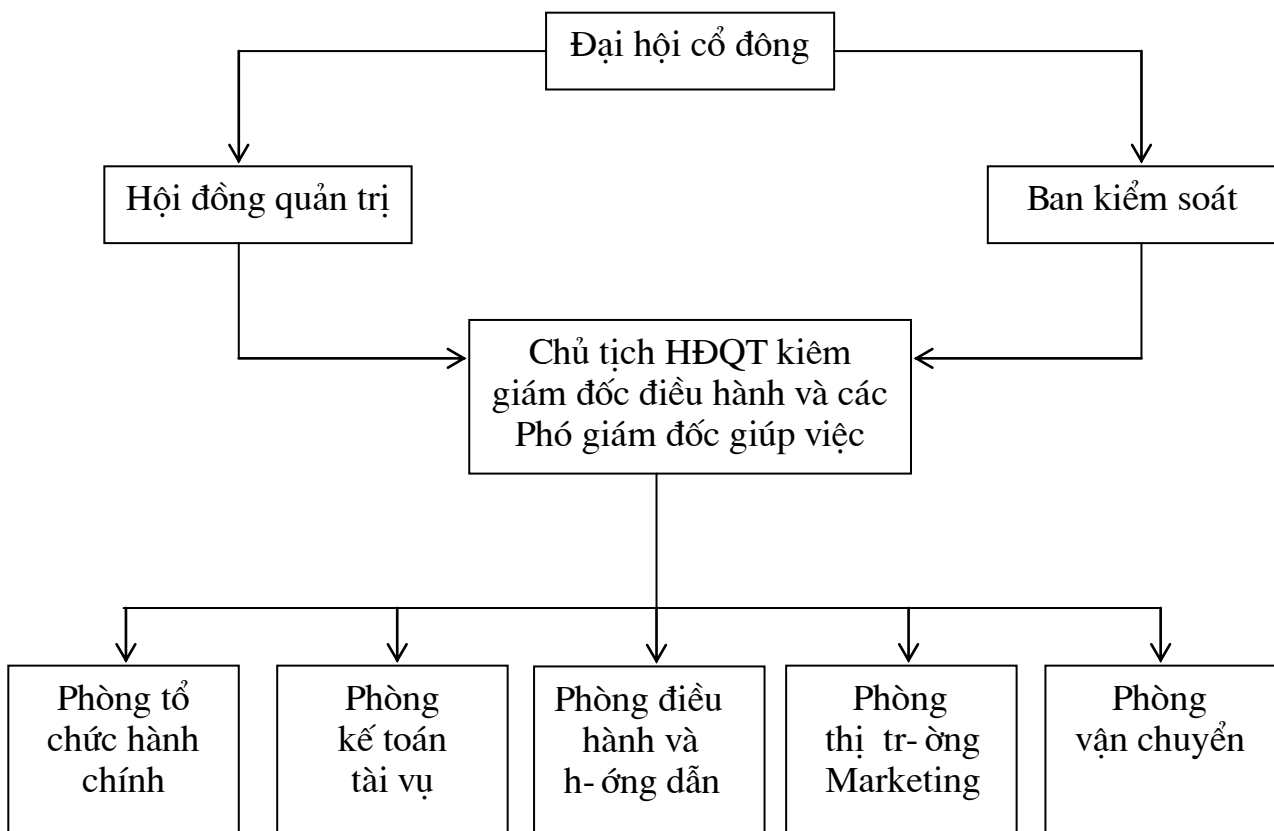 Đại hội cổ đông
Hội đồng quản trị
Ban kiểm soát
Chủ tịch HĐQT kiêm
giám đốc điều hành và các
Phó giám đốc giúp việc
Phòng tổ
chức hành
chính
Phòng
kế toán
tài vụ
Phòng điều
hành và
h- ớng dẫn
Phòng
thị tr- ờng
Marketing
Phòng
vận chuyển